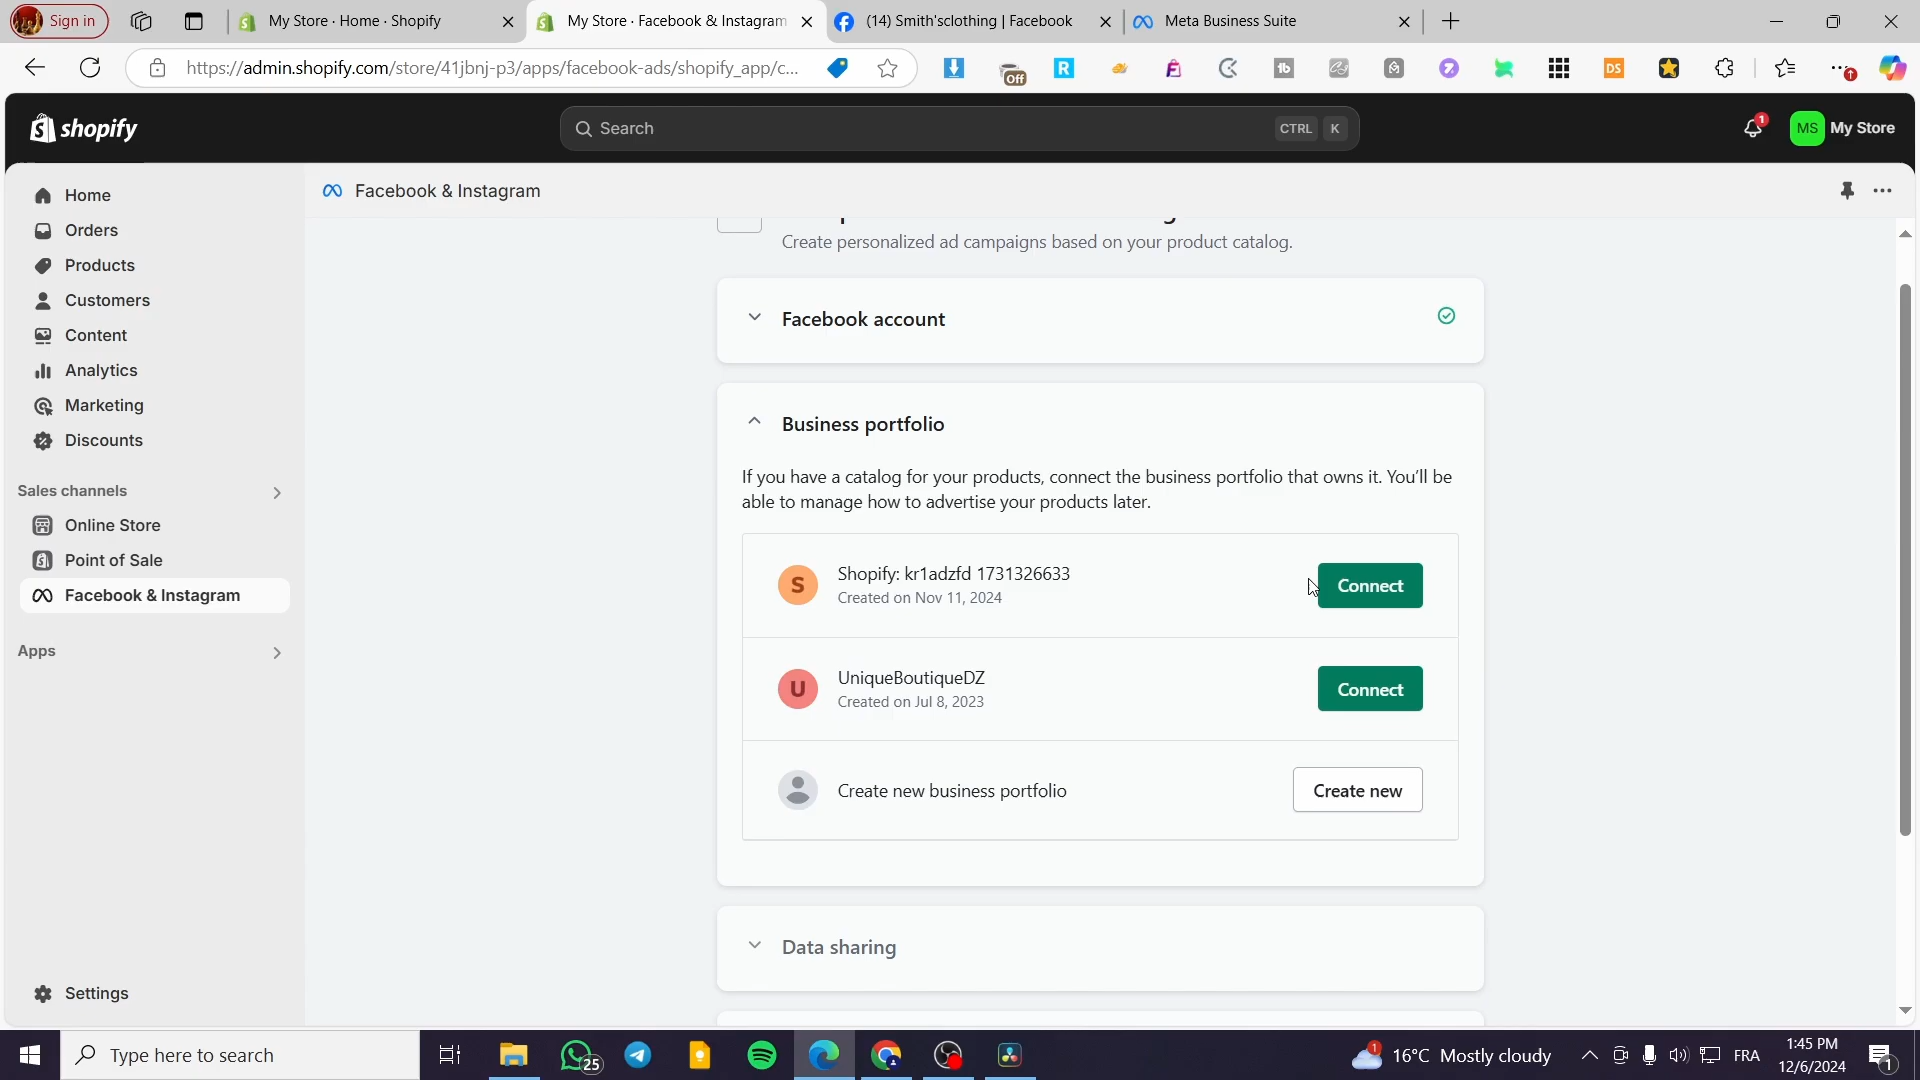 Sign in
My Store · Home · Shopify
My Store · Facebook & Instagram
(14) Smith'sclothing | Facebook
Meta Business Suite
https://admin.shopify.com/store/41jbnj-p3/apps/facebook-ads/shopify_app/c...
Off
DS
shopify
Search
CTRL K
1
MS
My Store
Home
Orders
Products
Customers
Content
Analytics
Marketing
Discounts
Sales channels
Online Store
Point of Sale
Facebook & Instagram
Apps
Settings
Facebook & Instagram
Create personalized ad campaigns based on your product catalog.
Facebook account
Business portfolio
If you have a catalog for your products, connect the business portfolio that owns it. You'll be
able to manage how to advertise your products later.
S
Shopify: kr1adzfd 1731326633
Created on Nov 11, 2024
Connect
U
UniqueBoutiqueDZ
Created on Jul 8, 2023
Connect
Create new business portfolio
Create new
Data sharing
Type here to search
25
1
16°C Mostly cloudy
FRA
1:45 PM
12/6/2024
1